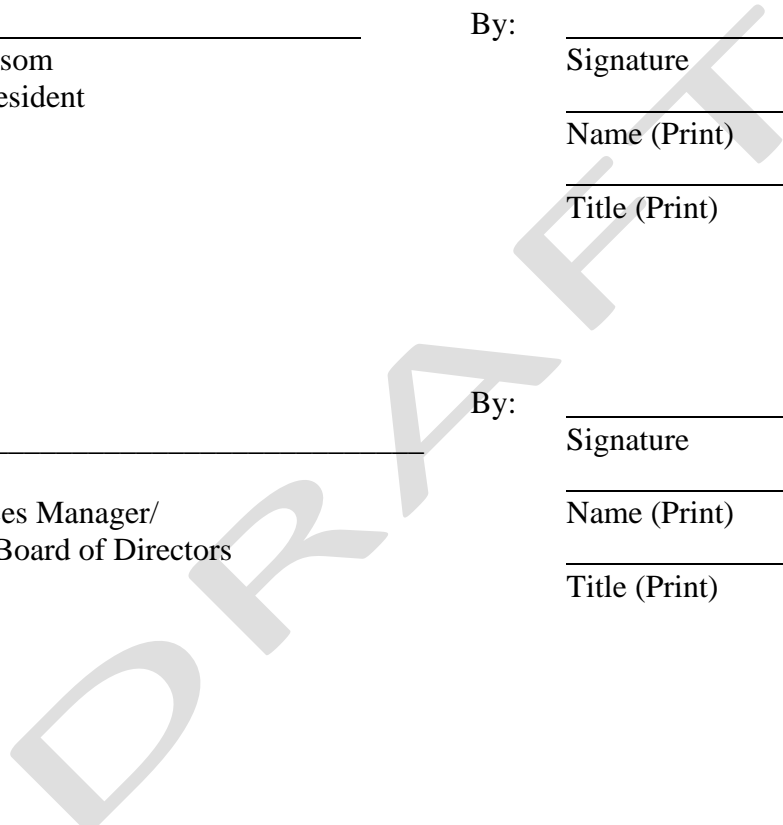 By:
som
esident
Signature
Name (Print)
Title (Print)
es Manager/
Board of Directors
By:
Signature
Name (Print)
Title (Print)
DRAFT